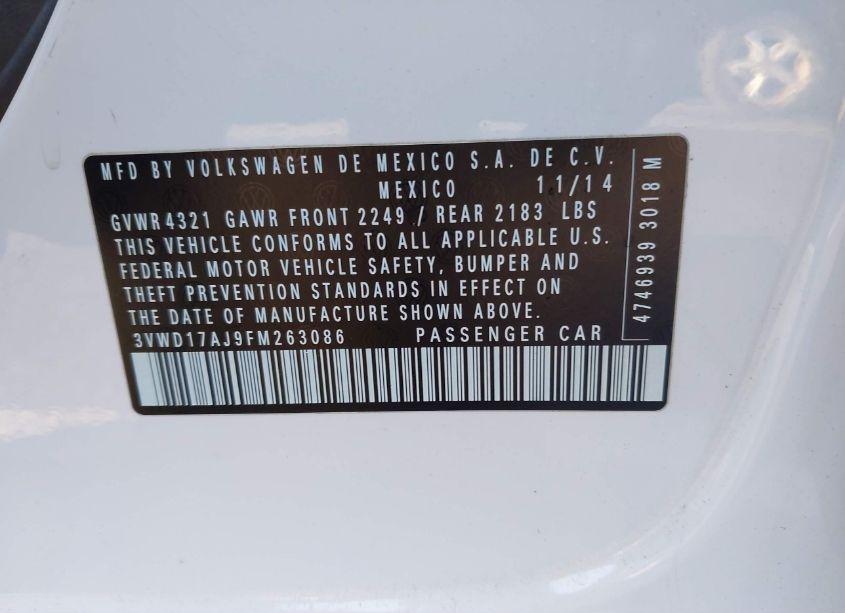 MFD BY VOLKSWAGEN DE MEXICO S.A. DE C.V.
MEXICO 11/14
GVWR 4321 GAWR FRONT 2249 / REAR 2183 LBS
THIS VEHICLE CONFORMS TO ALL APPLICABLE U.S.
FEDERAL MOTOR VEHICLE SAFETY, BUMPER AND
THEFT PREVENTION STANDARDS IN EFFECT ON
THE DATE OF MANUFACTURE SHOWN ABOVE.
3VWD17AJ9FM263086 PASSENGER CAR
4746939 3018 M